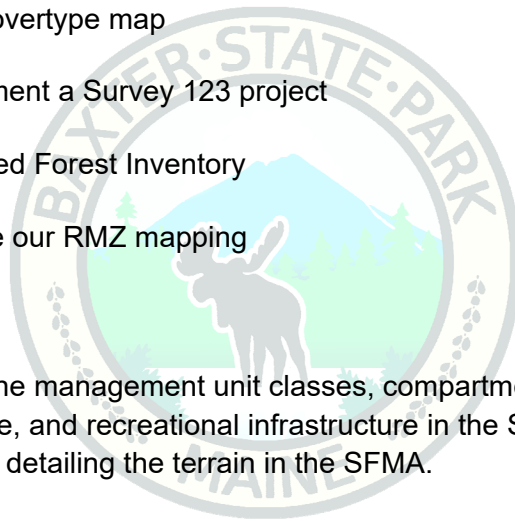 overtype map
BAXTER·STATE·PARK
ment a Survey 123 project
ed Forest Inventory
e our RMZ mapping
he management unit classes, compartme
e, and recreational infrastructure in the S
detailing the terrain in the SFMA.
MAINE